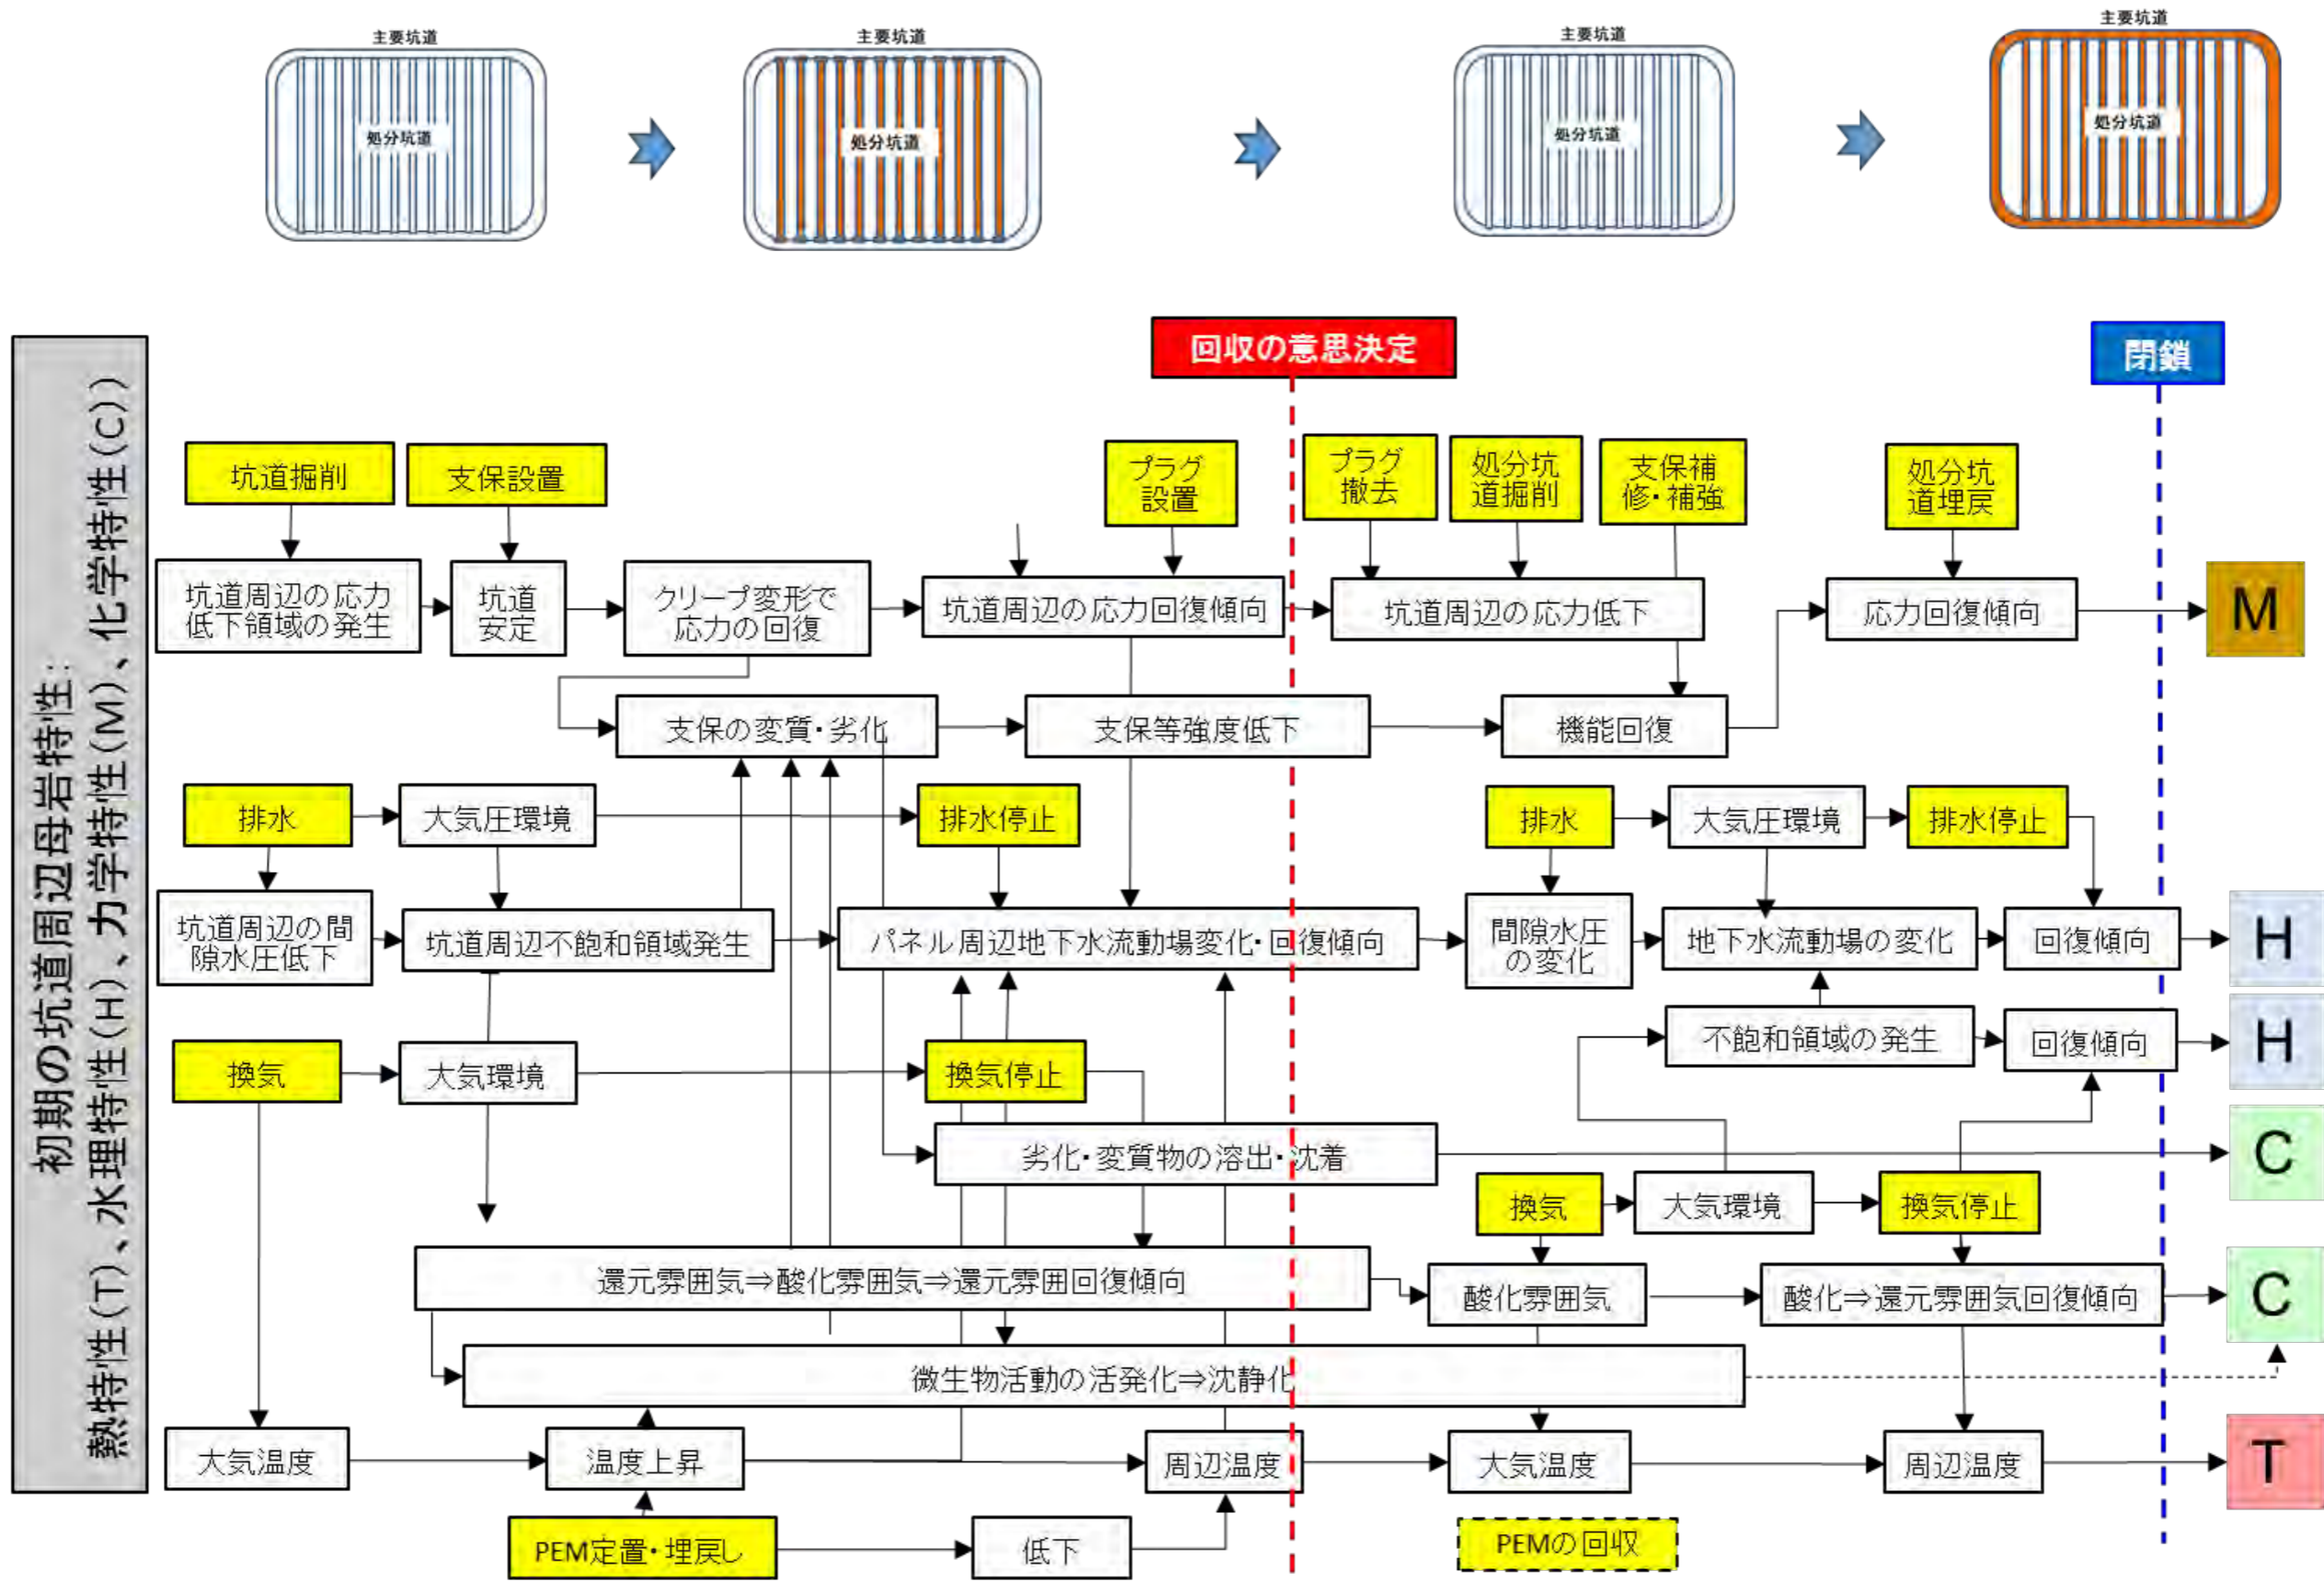 主要坑道
主要坑道
主要坑道
主要坑道
処分坑道
処分坑道
処分坑道
処分坑道
回収の意思決定
閉鎖
初期の坑道周辺母岩特性：
熱特性(T)、水理特性(H)、力学特性(M)、化学特性(C)
坑道掘削
支保設置
プラグ
設置
プラグ
撤去
処分坑
道掘削
支保補
修・補強
処分坑
道埋戻
坑道周辺の応力
低下領域の発生
坑道
安定
クリープ変形で
応力の回復
坑道周辺の応力回復傾向
坑道周辺の応力低下
応力回復傾向
M
支保の変質・劣化
支保等強度低下
機能回復
排水
大気圧環境
排水停止
排水
大気圧環境
排水停止
坑道周辺の間
隙水圧低下
坑道周辺不飽和領域発生
パネル周辺地下水流動場変化・回復傾向
間隙水圧
の変化
地下水流動場の変化
回復傾向
H
不飽和領域の発生
回復傾向
H
換気
大気環境
換気停止
劣化・変質物の溶出・沈着
C
換気
大気環境
換気停止
還元雰囲気⇒酸化雰囲気⇒還元雰囲回復傾向
酸化雰囲気
酸化⇒還元雰囲気回復傾向
C
微生物活動の活発化⇒沈静化
大気温度
温度上昇
周辺温度
大気温度
周辺温度
T
PEM定置・埋戻し
低下
PEMの回収